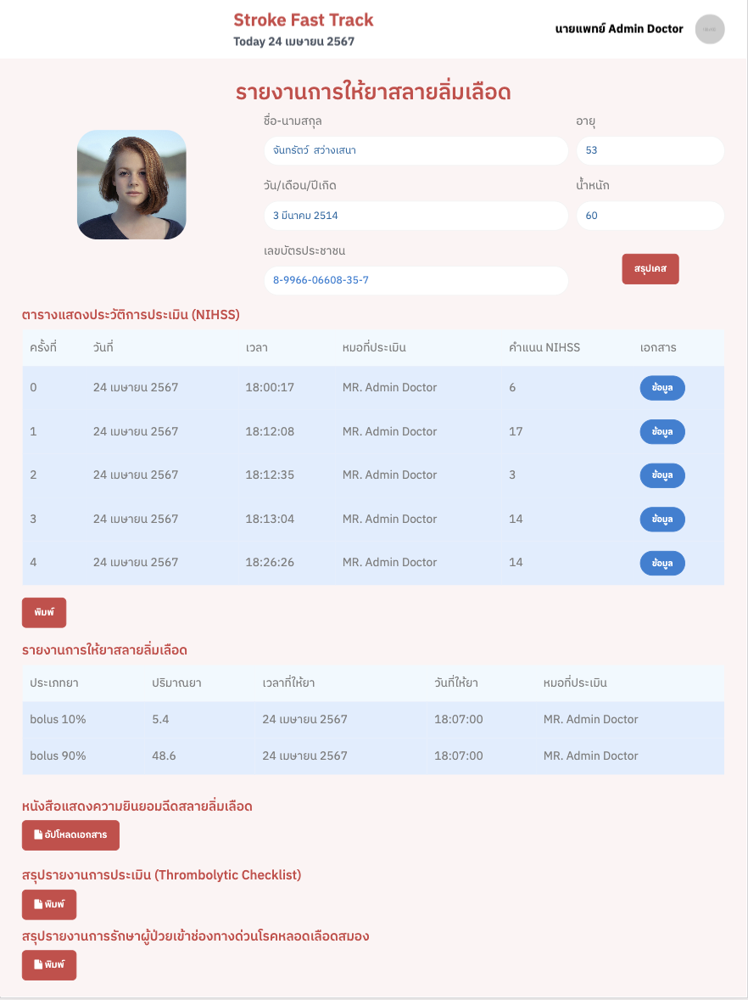 Stroke Fast Track
Today 24 เมษายน 2567
นายแพทย์ Admin Doctor
รายงานการให้ยาสลายลิ่มเลือด
ชื่อ-นามสกุล
อายุ
จันทรัตว์ สว่างเสนา
53
วัน/เดือน/ปีเกิด
น้ำหนัก
3 มีนาคม 2514
60
เลขบัตรประชาชน
8-9966-06608-35-7
สรุปเคส
ตารางแสดงประวัติการประเมิน (NIHSS)
ครั้งที่ วันที่ เวลา หมอที่ประเมิน คำแนน NIHSS เอกสาร
0 24 เมษายน 2567 18:00:17 MR. Admin Doctor 6 ข้อมูล
1 24 เมษายน 2567 18:12:08 MR. Admin Doctor 17 ข้อมูล
2 24 เมษายน 2567 18:12:35 MR. Admin Doctor 3 ข้อมูล
3 24 เมษายน 2567 18:13:04 MR. Admin Doctor 14 ข้อมูล
4 24 เมษายน 2567 18:26:26 MR. Admin Doctor 14 ข้อมูล
พิมพ์
รายงานการให้ยาสลายลิ่มเลือด
ประเภทยา ปริมาณยา เวลาที่ให้ยา วันที่ให้ยา หมอที่ประเมิน
bolus 10% 5.4 24 เมษายน 2567 18:07:00 MR. Admin Doctor
bolus 90% 48.6 24 เมษายน 2567 18:07:00 MR. Admin Doctor
หนังสือแสดงความยินยอมฉีดสลายลิ่มเลือด
อัปโหลดเอกสาร
สรุปรายงานการประเมิน (Thrombolytic Checklist)
พิมพ์
สรุปรายงานการรักษาผู้ป่วยเข้าช่องทางด่วนโรคหลอดเลือดสมอง
พิมพ์